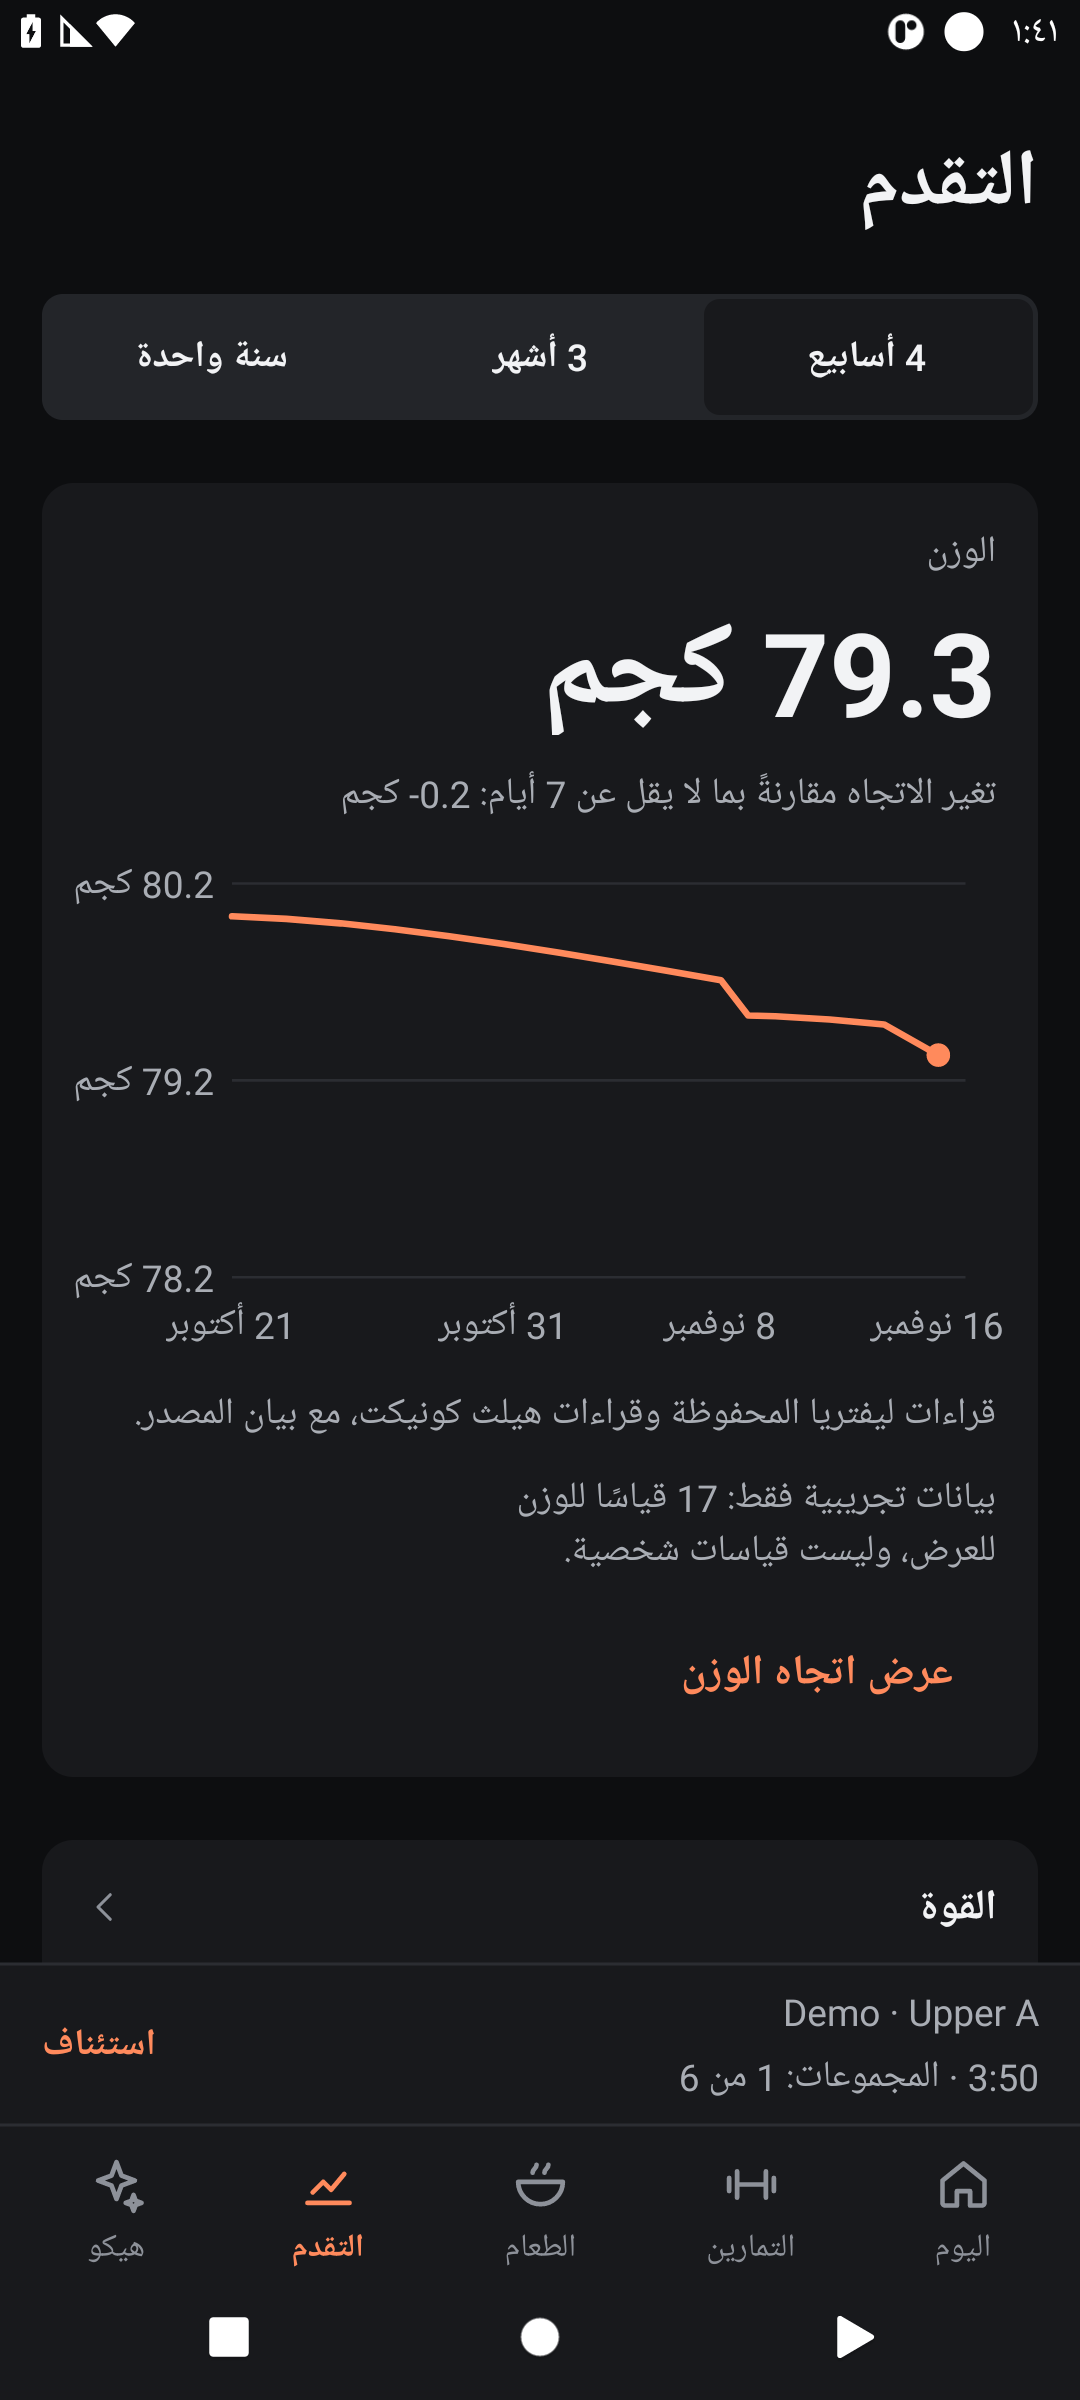 ١:٤١
التقدم
4 أسابيع
3 أشهر
سنة واحدة
الوزن
79.3 كجم
تغير الاتجاه مقارنةً بما لا يقل عن 7 أيام: 0.2- كجم
80.2 كجم
79.2 كجم
78.2 كجم
21 أكتوبر
31 أكتوبر
8 نوفمبر
16 نوفمبر
قراءات ليفتريا المحفوظة وقراءات هيلث كونيكت، مع بيان المصدر.
بيانات تجريبية فقط: 17 قياسًا للوزن
للعرض، وليست قياسات شخصية.
عرض اتجاه الوزن
القوة
Demo · Upper A
3:50 · المجموعات: 1 من 6
استئناف
اليوم
التمارين
الطعام
التقدم
هيكو